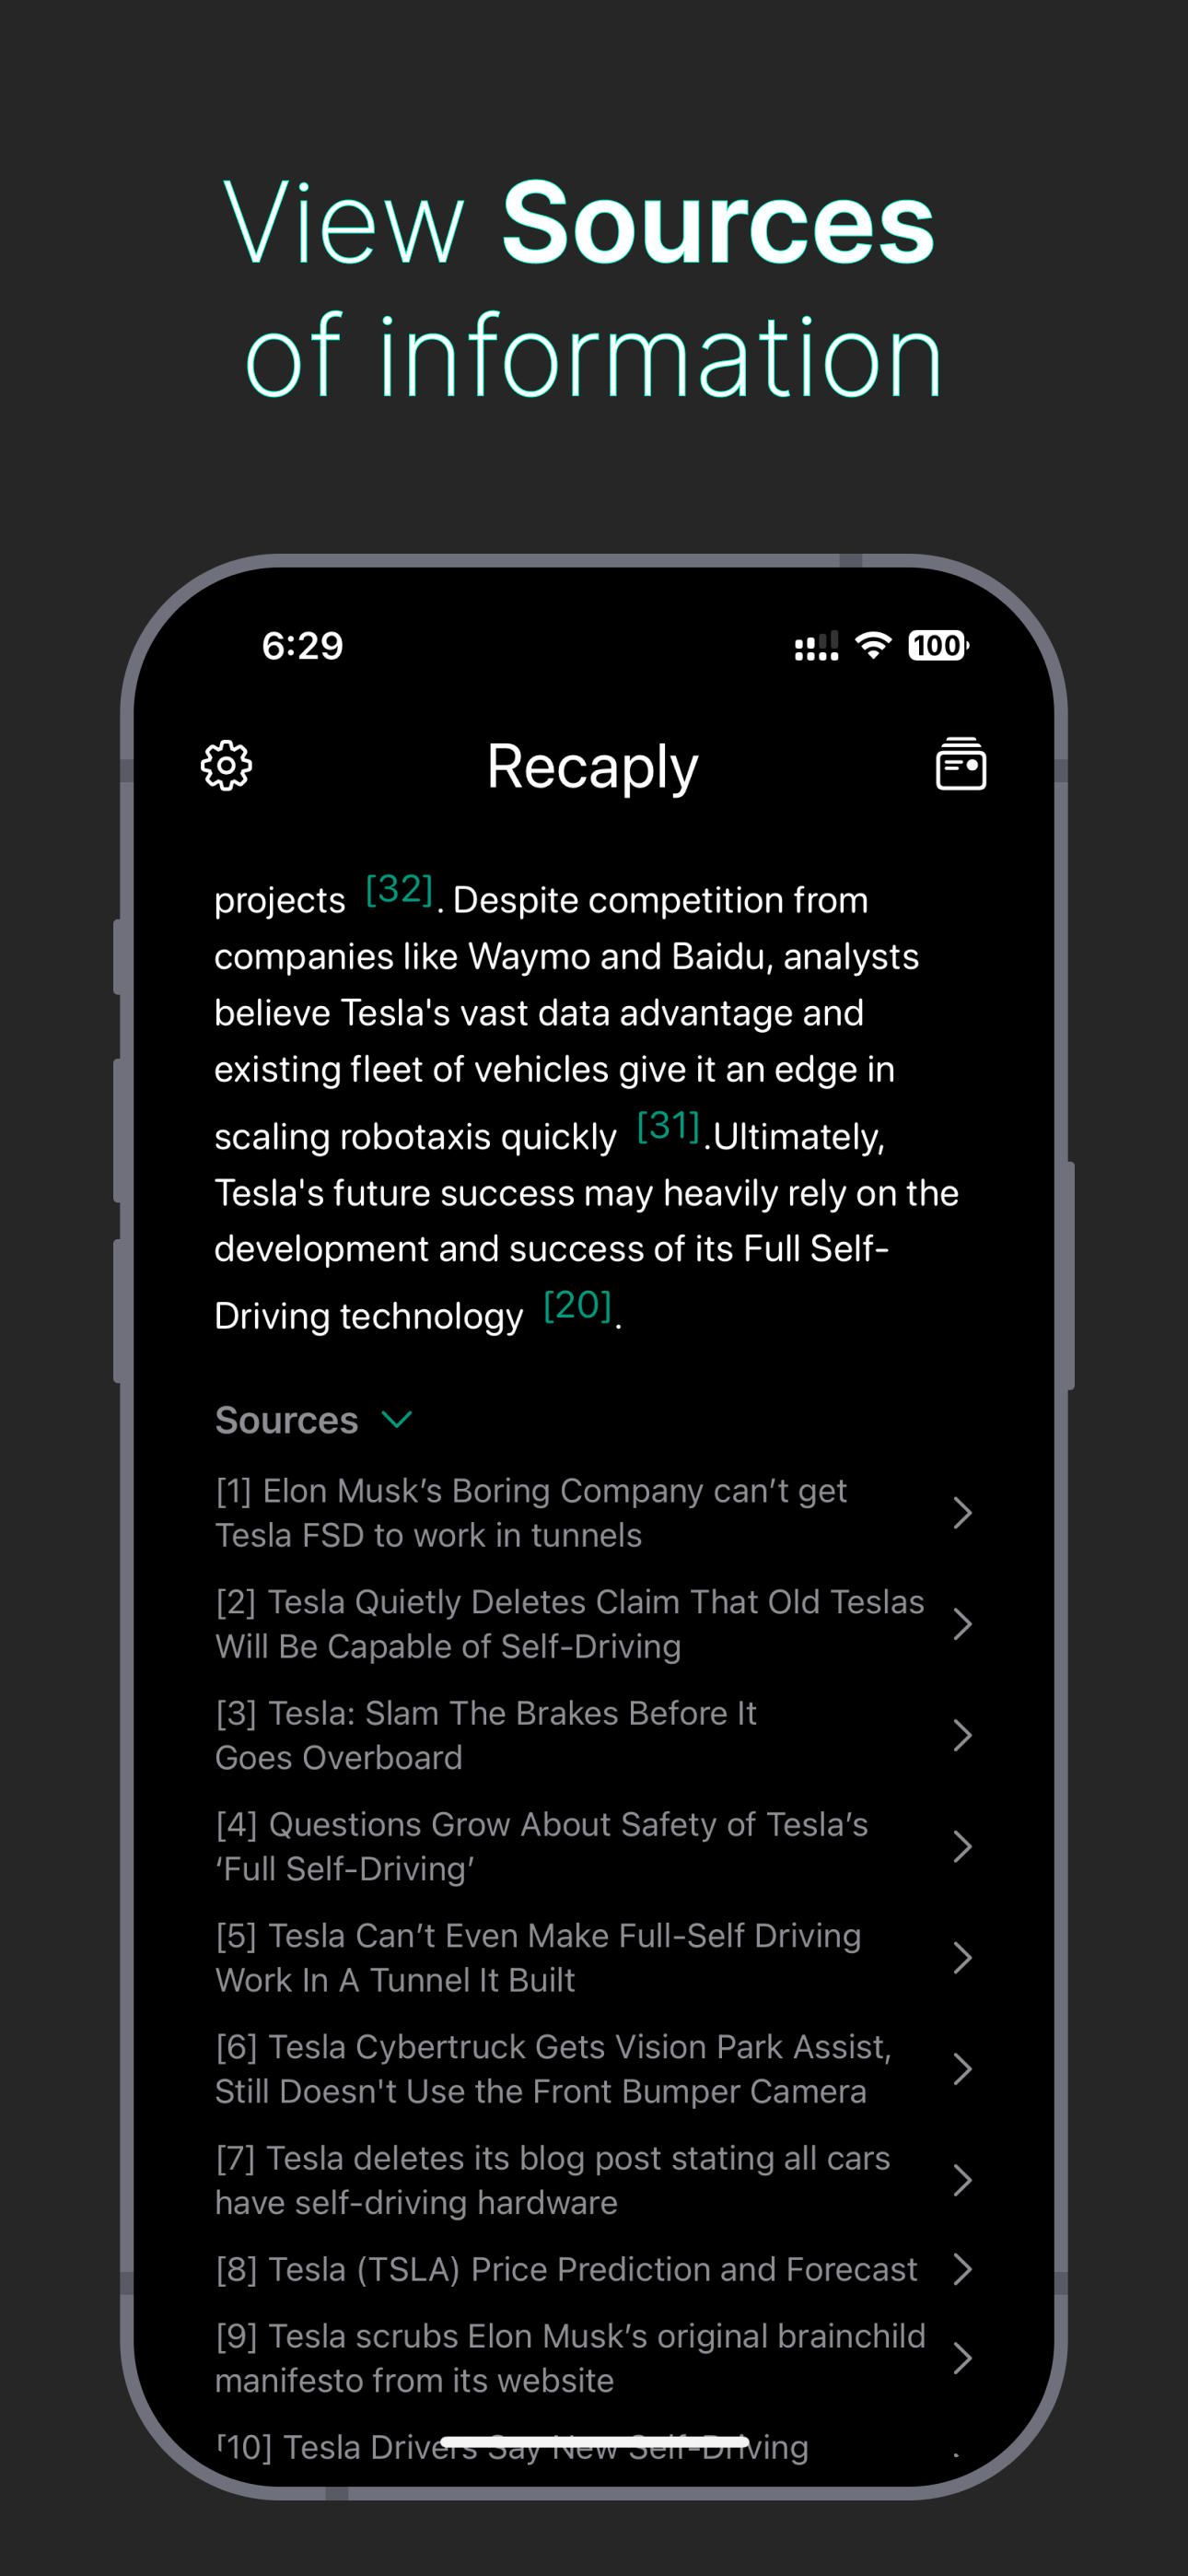 View Sources
of information
6:29
100
Recaply
projects [32]. Despite competition from
companies like Waymo and Baidu, analysts
believe Tesla's vast data advantage and
existing fleet of vehicles give it an edge in
scaling robotaxis quickly [31].Ultimately,
Tesla's future success may heavily rely on the
development and success of its Full Self-
Driving technology [20].
Sources
[1] Elon Musk’s Boring Company can’t get
Tesla FSD to work in tunnels
[2] Tesla Quietly Deletes Claim That Old Teslas
Will Be Capable of Self-Driving
[3] Tesla: Slam The Brakes Before It
Goes Overboard
[4] Questions Grow About Safety of Tesla’s
‘Full Self-Driving’
[5] Tesla Can’t Even Make Full-Self Driving
Work In A Tunnel It Built
[6] Tesla Cybertruck Gets Vision Park Assist,
Still Doesn't Use the Front Bumper Camera
[7] Tesla deletes its blog post stating all cars
have self-driving hardware
[8] Tesla (TSLA) Price Prediction and Forecast
[9] Tesla scrubs Elon Musk’s original brainchild
manifesto from its website
[10] Tesla Drivers Say New Self-Driving